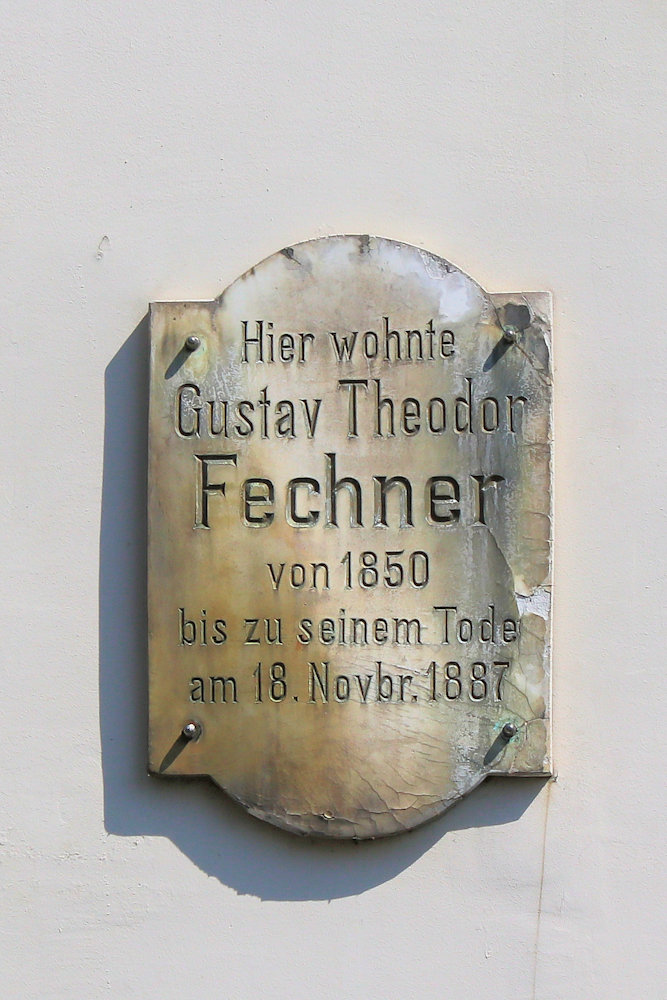 Hier wohnte
Gustav Theodor
Fechner
von 1850
bis zu seinem Tode
am 18. Novbr. 1887